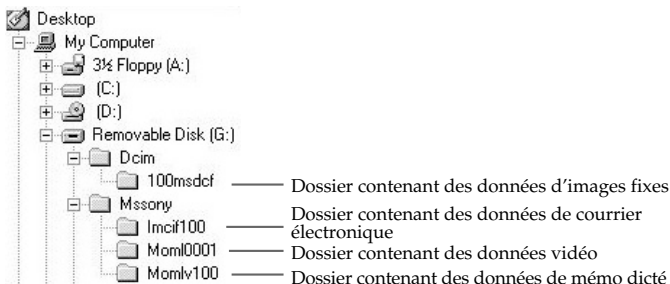 Desktop
My Computer
3½ Floppy (A:)
(C:)
(D:)
Removable Disk (G:)
Dcim
100msdcf
Dossier contenant des données d'images fixes
Mssony
Imcif100
Dossier contenant des données de courrier
électronique
Moml0001
Dossier contenant des données vidéo
Momlv100
Dossier contenant des données de mémo dicté